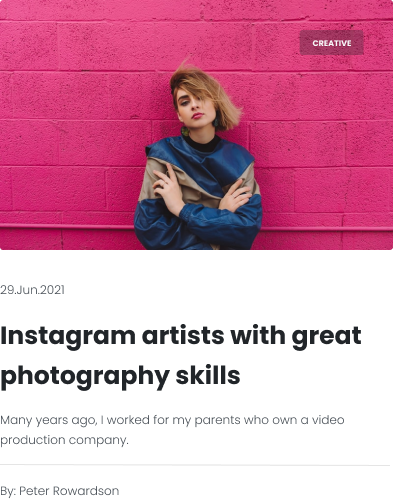 CREATIVE
29.Jun.2021
Instagram artists with great
photography skills
Many years ago, I worked for my parents who own a video
production company.
By: Peter Rowardson